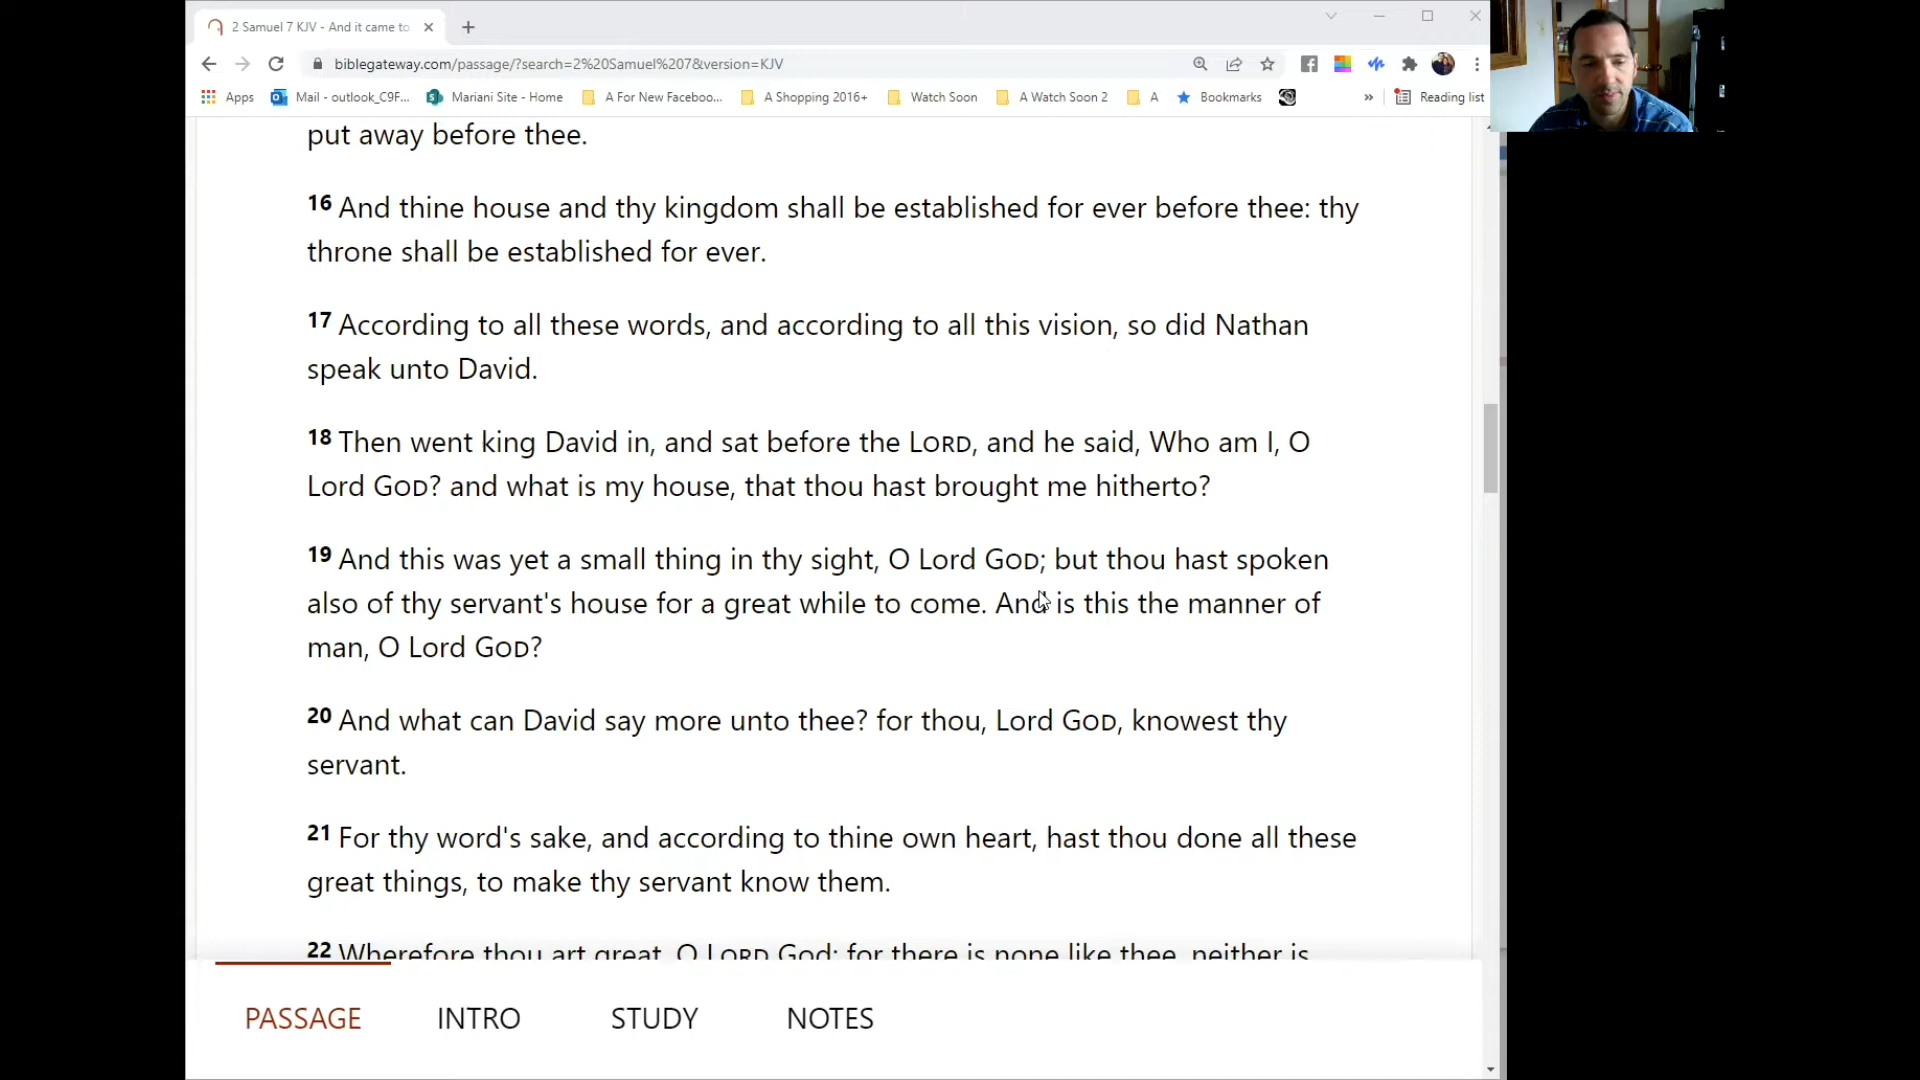 2 Samuel 7 KJV - And it came to
biblegateway.com/passage/?search=2%20Samuel%207&version=KJV
Apps Mail - outlook_C9F... Mariani Site - Home A For New Faceboo... A Shopping 2016+ Watch Soon A Watch Soon 2 A Bookmarks » Reading list
put away before thee.
16 And thine house and thy kingdom shall be established for ever before thee: thy
throne shall be established for ever.
17 According to all these words, and according to all this vision, so did Nathan
speak unto David.
18 Then went king David in, and sat before the LORD, and he said, Who am I, O
Lord GOD? and what is my house, that thou hast brought me hitherto?
19 And this was yet a small thing in thy sight, O Lord GOD; but thou hast spoken
also of thy servant's house for a great while to come. And is this the manner of
man, O Lord GOD?
20 And what can David say more unto thee? for thou, Lord GOD, knowest thy
servant.
21 For thy word's sake, and according to thine own heart, hast thou done all these
great things, to make thy servant know them.
22 Wherefore thou art great, O LORD God: for there is none like thee, neither is
PASSAGE INTRO STUDY NOTES